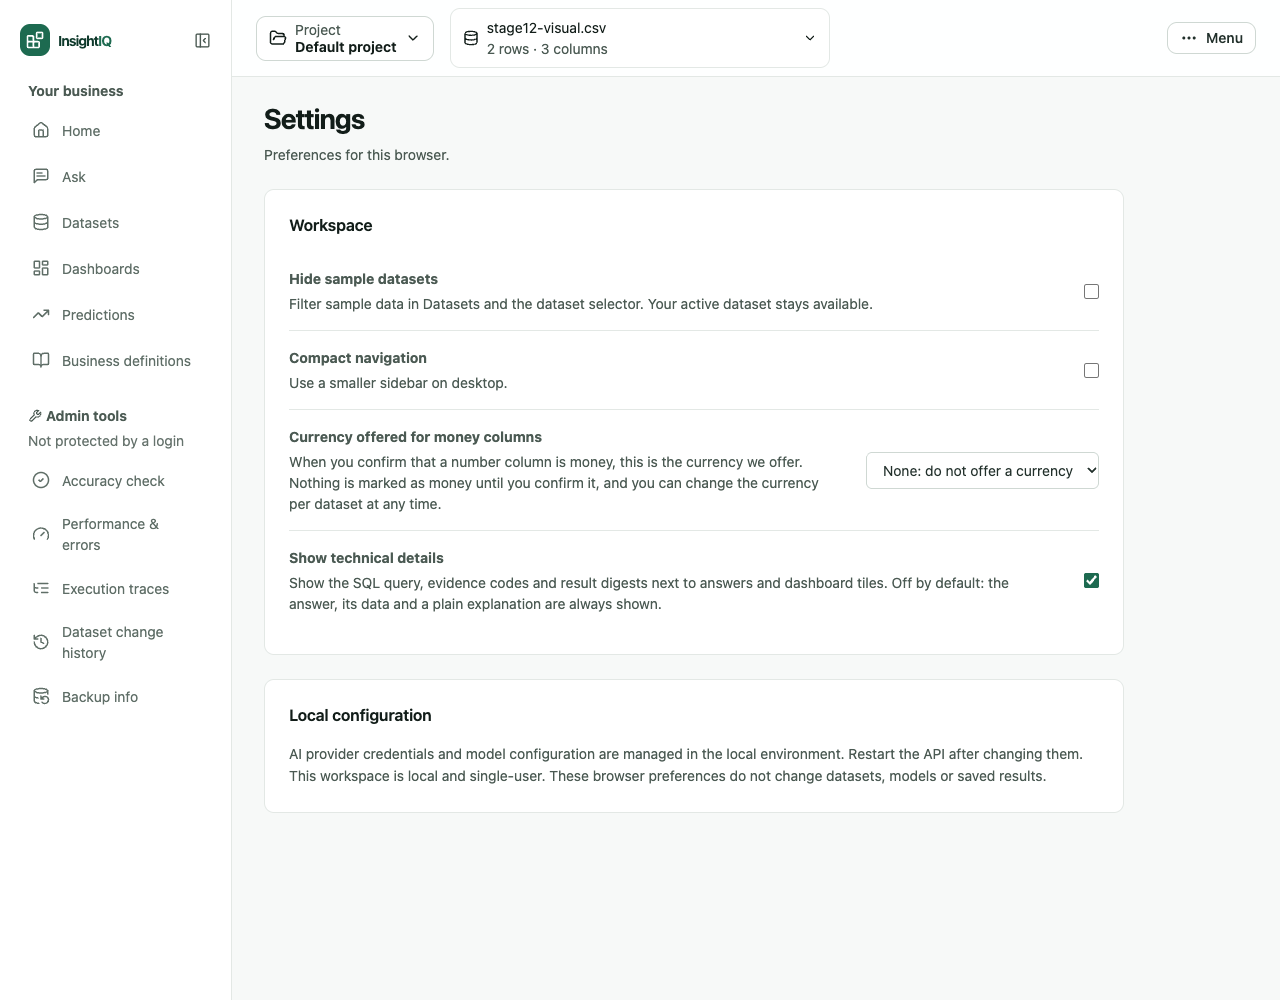 InsightIQ
Your business
Home
Ask
Datasets
Dashboards
Predictions
Business definitions
Admin tools
Not protected by a login
Accuracy check
Performance &
errors
Execution traces
Dataset change
history
Backup info
Project
Default project
stage12-visual.csv
2 rows · 3 columns
Menu
Settings
Preferences for this browser.
Workspace
Hide sample datasets
Filter sample data in Datasets and the dataset selector. Your active dataset stays available.
Compact navigation
Use a smaller sidebar on desktop.
Currency offered for money columns
When you confirm that a number column is money, this is the currency we offer.
Nothing is marked as money until you confirm it, and you can change the currency
per dataset at any time.
None: do not offer a currency
Show technical details
Show the SQL query, evidence codes and result digests next to answers and dashboard tiles. Off by default: the
answer, its data and a plain explanation are always shown.
Local configuration
AI provider credentials and model configuration are managed in the local environment. Restart the API after changing them.
This workspace is local and single-user. These browser preferences do not change datasets, models or saved results.